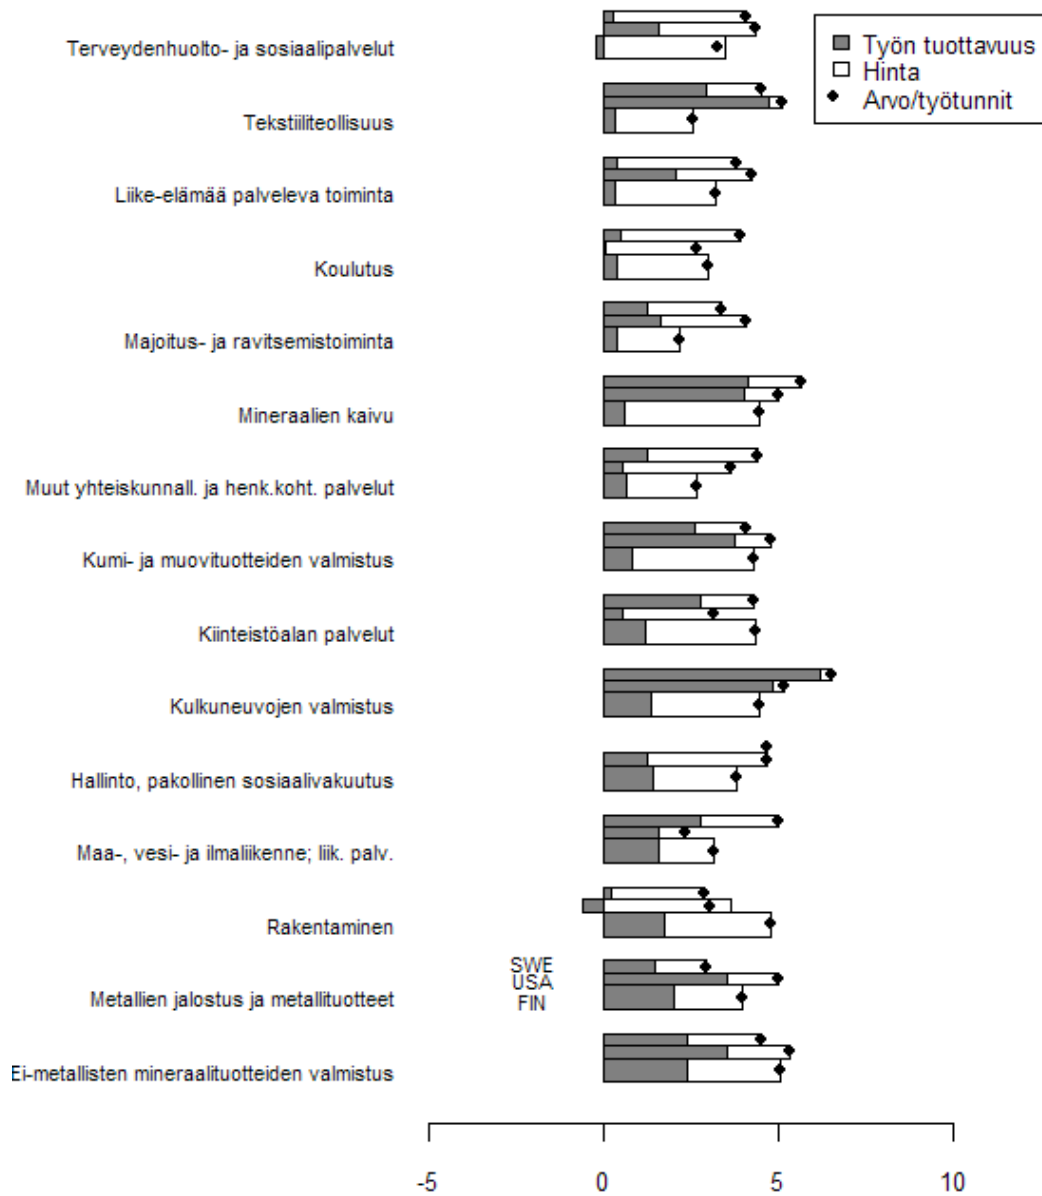 Työn tuottavuus
Hinta
Arvo/työtunnit
Terveydenhuolto- ja sosiaalipalvelut
Tekstiiliteollisuus
Liike-elämää palveleva toiminta
Koulutus
Majoitus- ja ravitsemistoiminta
Mineraalien kaivu
Muut yhteiskunnall. ja henk.koht. palvelut
Kumi- ja muovituotteiden valmistus
Kiinteistöalan palvelut
Kulkuneuvojen valmistus
Hallinto, pakollinen sosiaalivakuutus
Maa-, vesi- ja ilmaliikenne; liik. palv.
Rakentaminen
SWE
USA
FIN
Metallien jalostus ja metallituotteet
Ei-metallisten mineraalituotteiden valmistus
-5 0 5 10